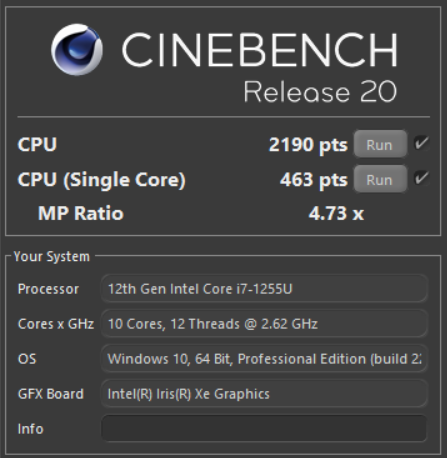 CINEBENCH
Release 20
CPU 2190 pts Run
CPU (Single Core) 463 pts Run
MP Ratio 4.73 x
Your System
Processor 12th Gen Intel Core i7-1255U
Cores x GHz 10 Cores, 12 Threads @ 2.62 GHz
OS Windows 10, 64 Bit, Professional Edition (build 22
GFX Board Intel(R) Iris(R) Xe Graphics
Info